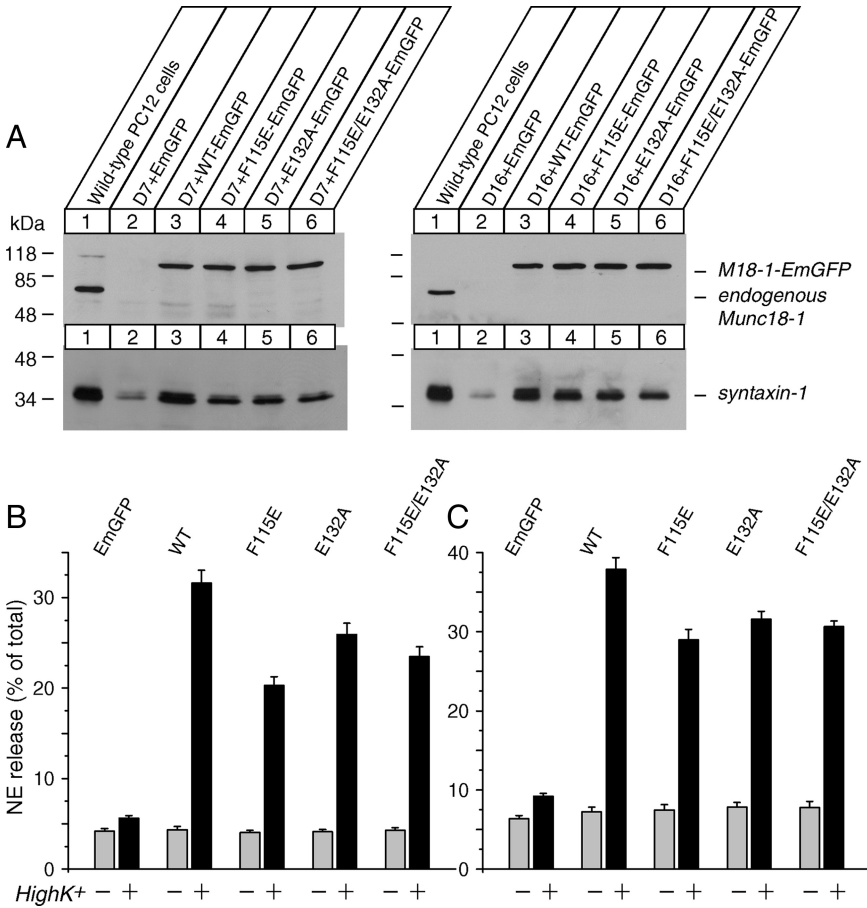 A
Wild-type PC12 cells
D7+EmGFP
D7+WT-EmGFP
D7+F115E-EmGFP
D7+E132A-EmGFP
D7+F115E/E132A-EmGFP
Wild-type PC12 cells
D16+EmGFP
D16+WT-EmGFP
D16+F115E-EmGFP
D16+E132A-EmGFP
D16+F115E/E132A-EmGFP
kDa
1 2 3 4 5 6
1 2 3 4 5 6
118
85
48
M18-1-EmGFP
endogenous
Munc18-1
1 2 3 4 5 6
1 2 3 4 5 6
48
34
syntaxin-1
B
EmGFP
WT
F115E
E132A
F115E/E132A
NE release (% of total)
30
20
10
0
HighK+
− + − + − + − + − +
C
EmGFP
WT
F115E
E132A
F115E/E132A
40
30
20
10
0
− + − + − + − + − +